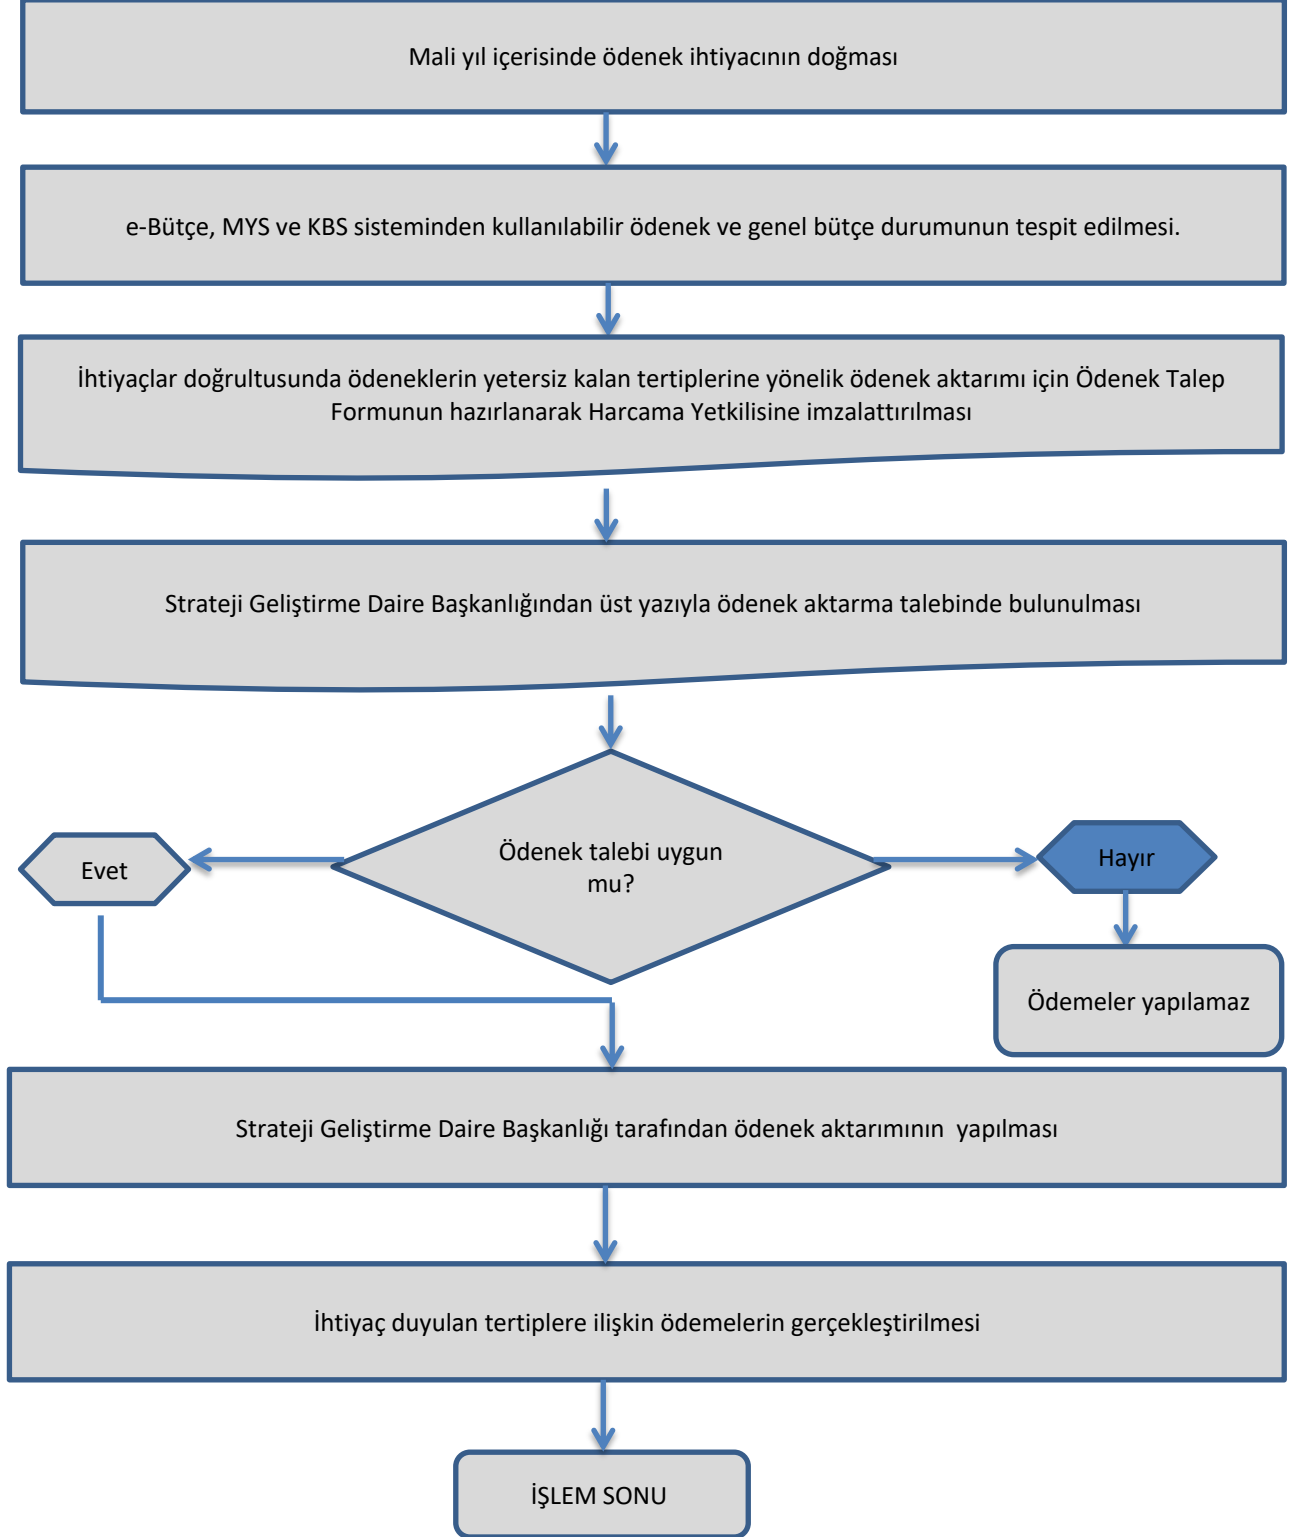 Mali yıl içerisinde ödenek ihtiyacının doğması
e-Bütçe, MYS ve KBS sisteminden kullanılabilir ödenek ve genel bütçe durumunun tespit edilmesi.
İhtiyaçlar doğrultusunda ödeneklerin yetersiz kalan tertiplerine yönelik ödenek aktarımı için Ödenek Talep
Formunun hazırlanarak Harcama Yetkilisine imzalattırılması
Strateji Geliştirme Daire Başkanlığından üst yazıyla ödenek aktarma talebinde bulunulması
Ödenek talebi uygun
mu?
Evet
Hayır
Ödemeler yapılamaz
Strateji Geliştirme Daire Başkanlığı tarafından ödenek aktarımının  yapılması
İhtiyaç duyulan tertiplere ilişkin ödemelerin gerçekleştirilmesi
İŞLEM SONU